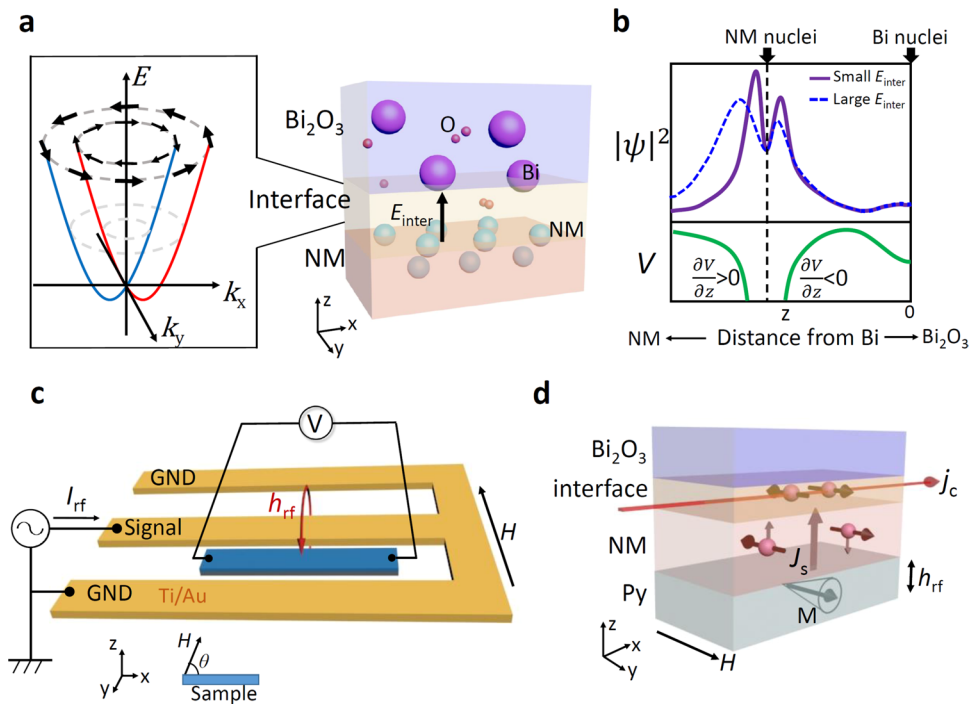 a
E
k_x
k_y
Bi₂O₃
Interface
NM
O
Bi
E_inter
NM
z
x
y
b
NM nuclei
Bi nuclei
Small E_inter
Large E_inter
|ψ|²
V
∂V/∂z>0
∂V/∂z<0
z
0
NM ← Distance from Bi → Bi₂O₃
c
V
GND
I_rf
h_rf
H
Signal
GND
Ti/Au
z
x
y
H
θ
Sample
d
Bi₂O₃
interface
j_c
NM
J_s
Py
M
h_rf
z
x
y
H